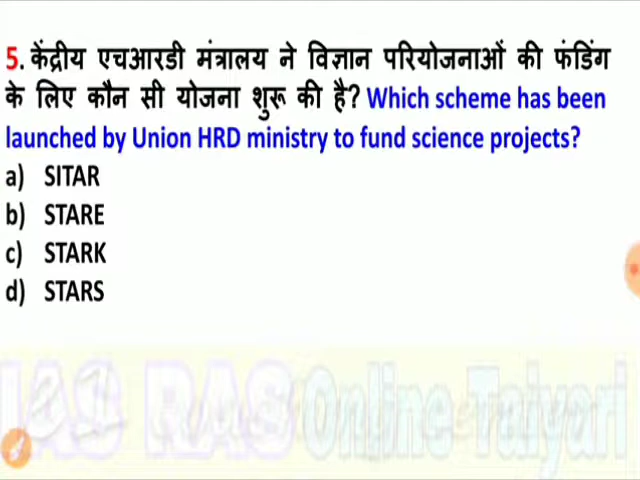 5. केंद्रीय एचआरडी मंत्रालय ने विज्ञान परियोजनाओं की फंडिंग
के लिए कौन सी योजना शुरू की है? Which scheme has been
launched by Union HRD ministry to fund science projects?
a) SITAR
b) STARE
c) STARK
d) STARS
IAS RAS Online Taiyari